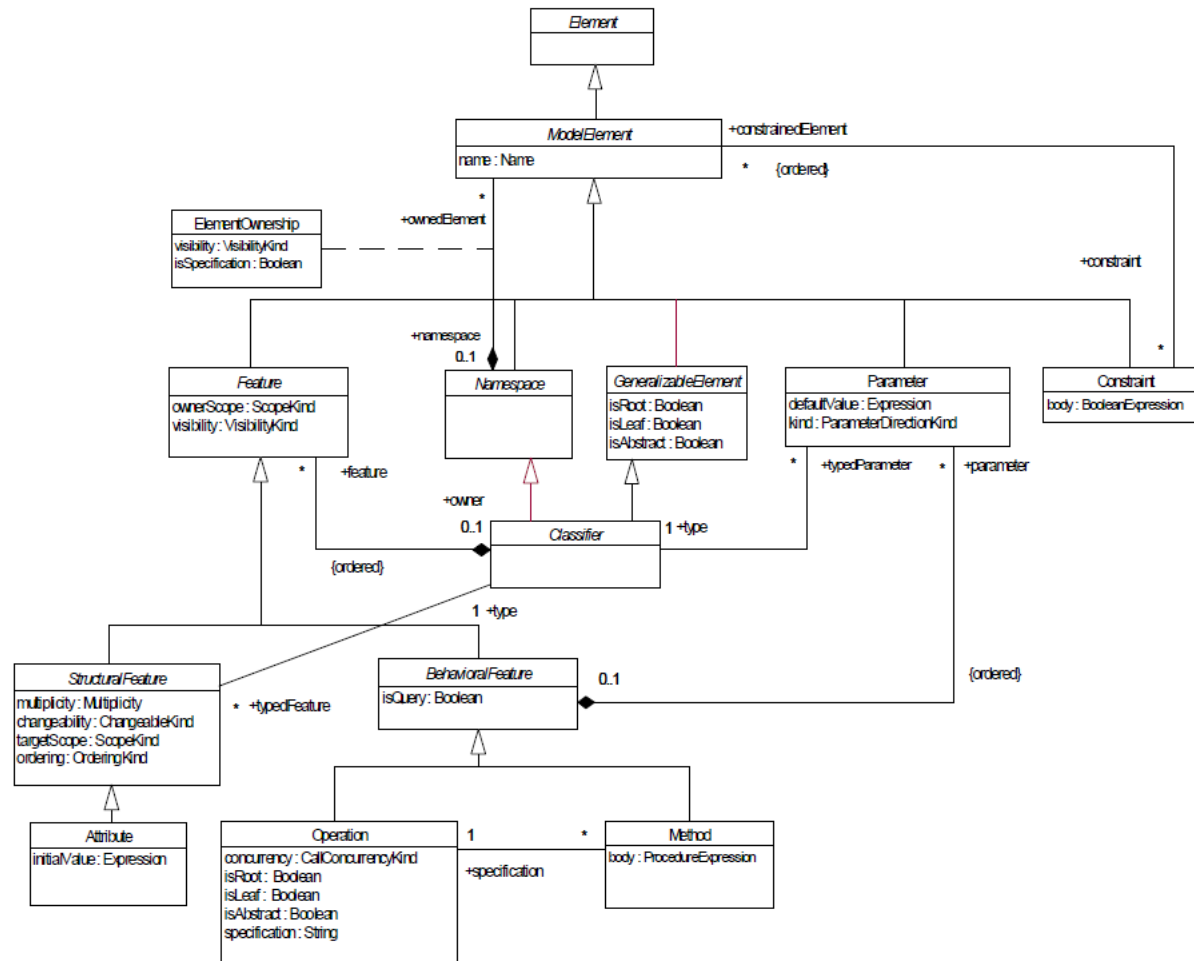 Element
ModelElement
name : Name
+constrainedElement
*
{ordered}
*
+ownedElement
ElementOwnership
visibility : VisibilityKind
isSpecification : Boolean
+constraint
*
+namespace
0..1
Feature
ownerScope : ScopeKind
visibility : VisibilityKind
Namespace
GeneralizableElement
isRoot : Boolean
isLeaf : Boolean
isAbstract : Boolean
Parameter
defaultValue : Expression
kind : ParameterDirectionKind
Constraint
body : BooleanExpression
*
+feature
+owner
0..1
{ordered}
Classifier
1
+type
*
+typedParameter
*
+parameter
1
+type
StructuralFeature
multiplicity : Multiplicity
changeability : ChangeableKind
targetScope : ScopeKind
ordering : OrderingKind
*
+typedFeature
BehavioralFeature
isQuery : Boolean
0..1
{ordered}
Attribute
initialValue : Expression
Operation
concurrency : CallConcurrencyKind
isRoot : Boolean
isLeaf : Boolean
isAbstract : Boolean
specification : String
1
*
+specification
Method
body : ProcedureExpression